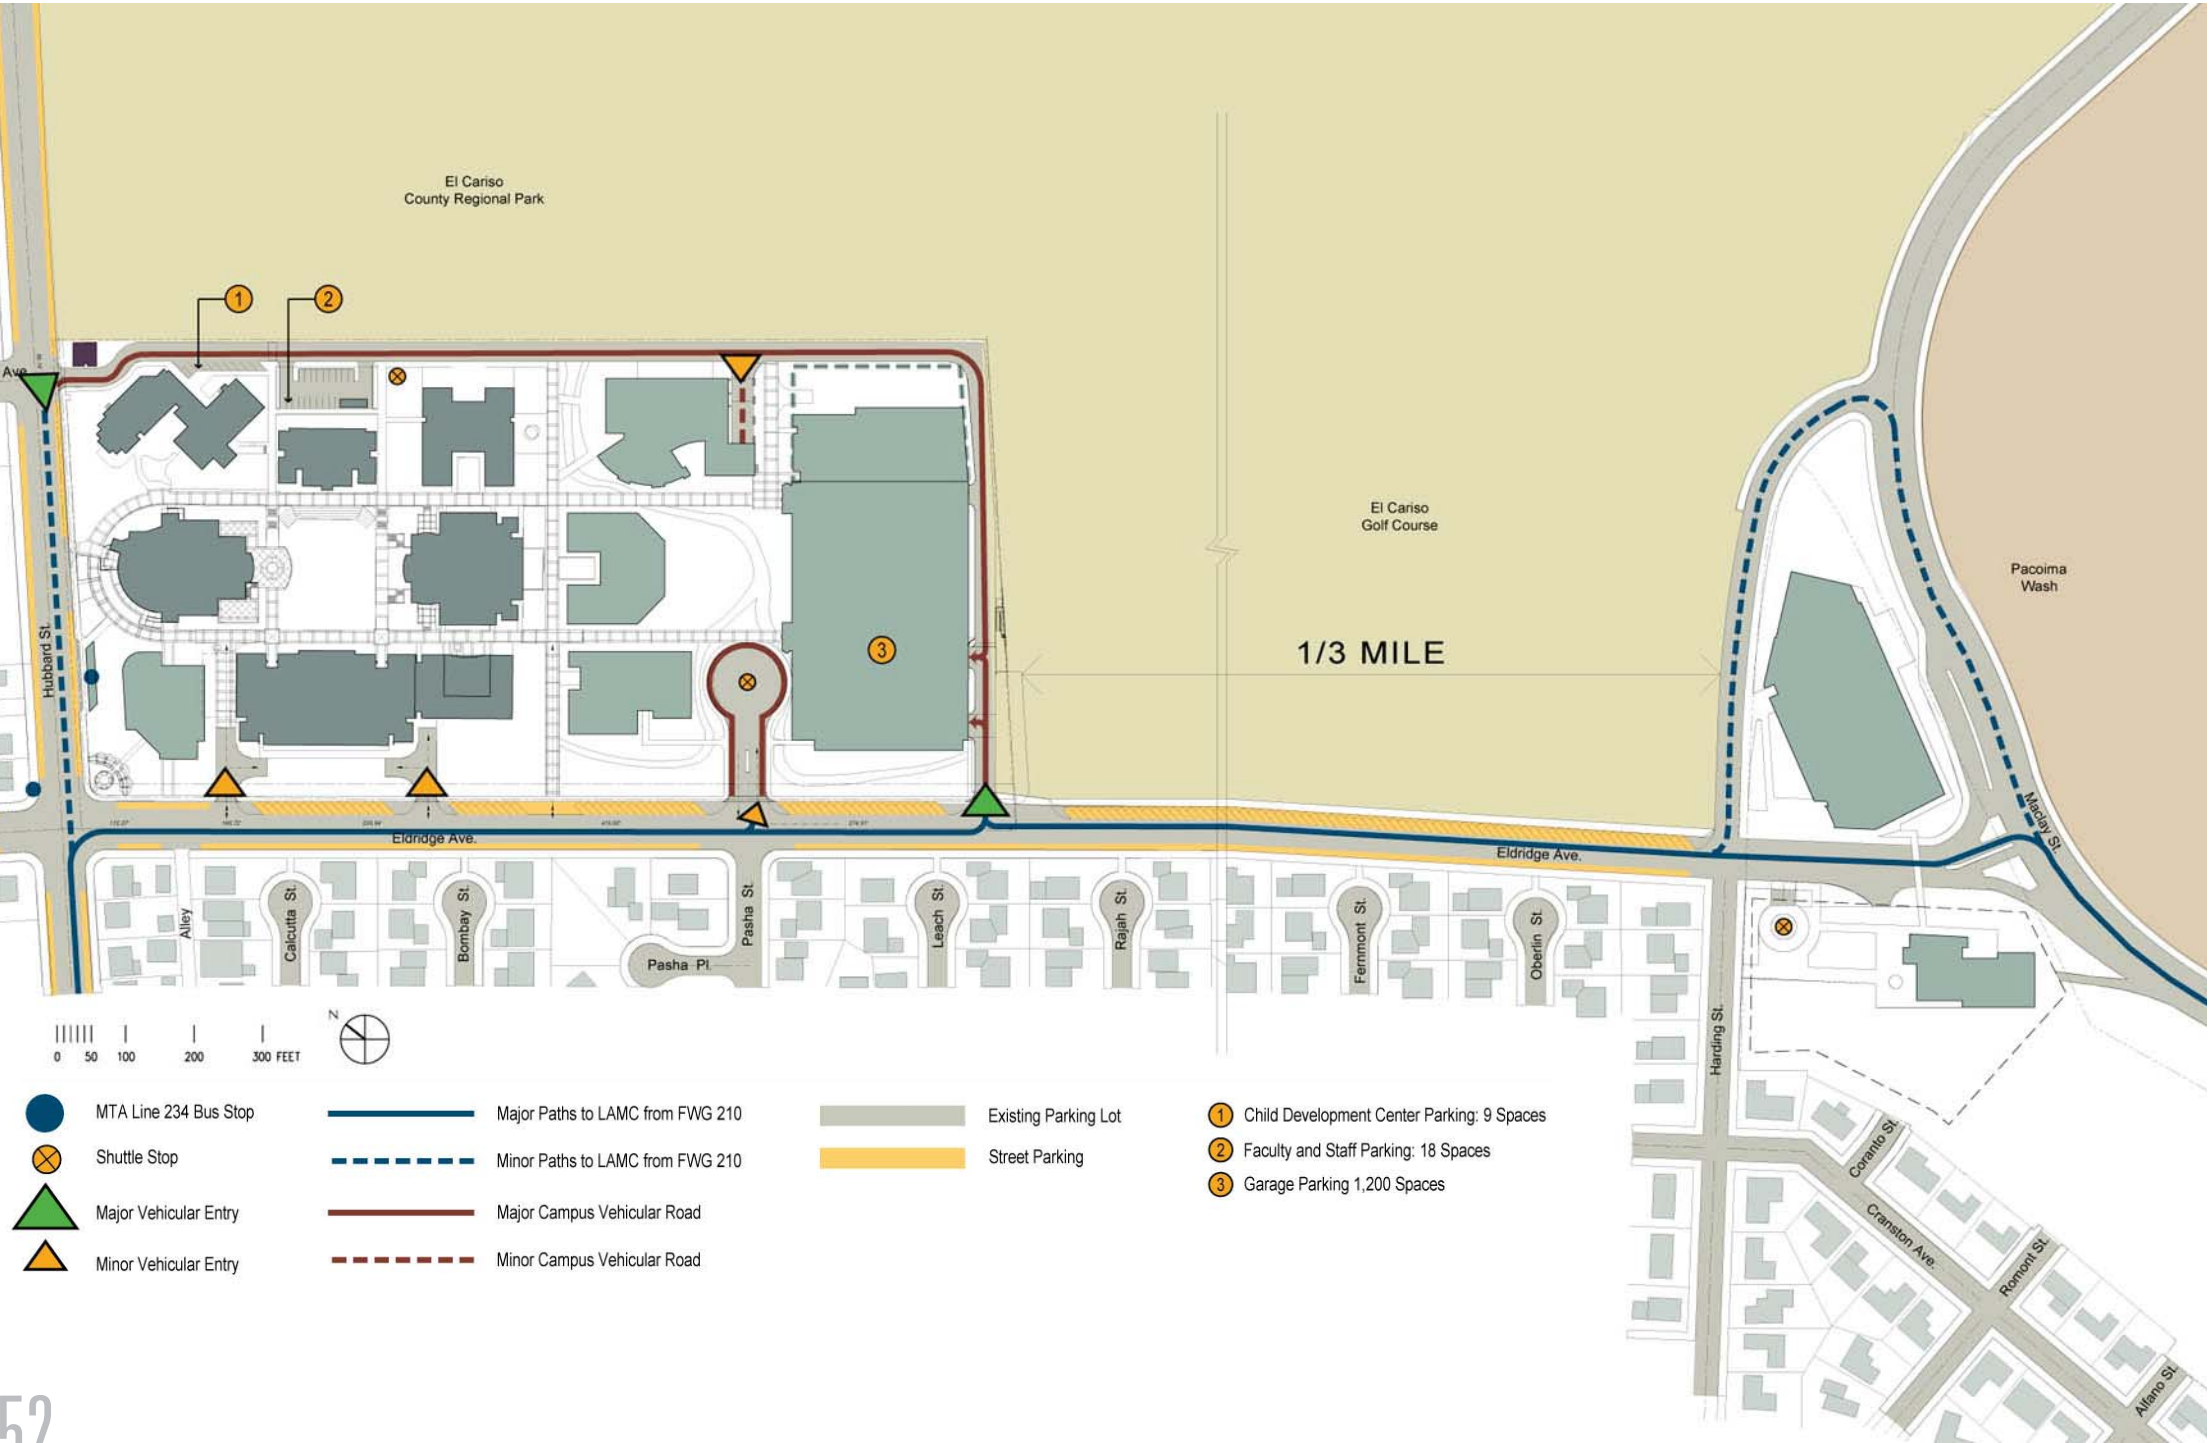 El Cariso
County Regional Park
1
2
Ave
El Cariso
Golf Course
Pacoima
Wash
Hubbard St.
3
1/3 MILE
Maclay St.
Eldridge Ave.
Eldridge Ave.
Alley
Calcutta St.
Bombay St.
Pasha St.
Pasha Pl.
Leach St.
Rajah St.
Fernmont St.
Oberlin St.
Harding St.
Coranto St.
Cranston Ave.
Romont St.
Alfano St.
N
0 50 100 200 300 FEET
MTA Line 234 Bus Stop
Shuttle Stop
Major Vehicular Entry
Minor Vehicular Entry
Major Paths to LAMC from FWG 210
Minor Paths to LAMC from FWG 210
Major Campus Vehicular Road
Minor Campus Vehicular Road
Existing Parking Lot
Street Parking
1 Child Development Center Parking: 9 Spaces
2 Faculty and Staff Parking: 18 Spaces
3 Garage Parking 1,200 Spaces
52